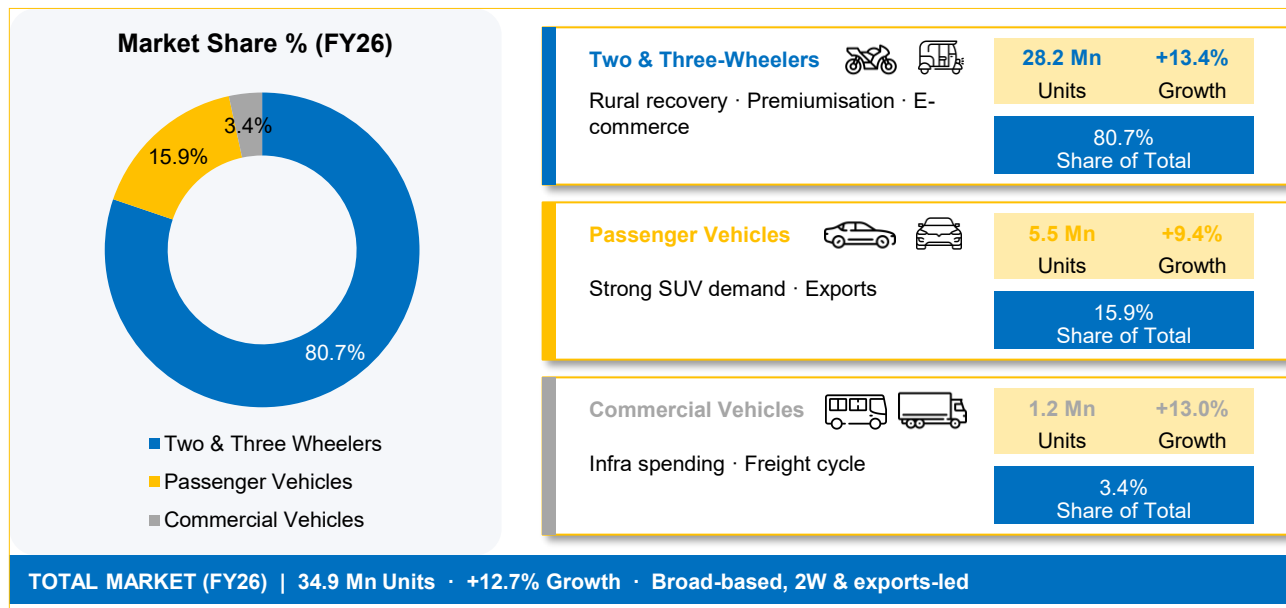 Market Share % (FY26)
3.4%
15.9%
80.7%
Two & Three Wheelers
Passenger Vehicles
Commercial Vehicles
Two & Three-Wheelers
Rural recovery · Premiumisation · E-
commerce
28.2 Mn +13.4%
Units Growth
80.7%
Share of Total
Passenger Vehicles
Strong SUV demand · Exports
5.5 Mn +9.4%
Units Growth
15.9%
Share of Total
Commercial Vehicles
Infra spending · Freight cycle
1.2 Mn +13.0%
Units Growth
3.4%
Share of Total
TOTAL MARKET (FY26) | 34.9 Mn Units · +12.7% Growth · Broad-based, 2W & exports-led